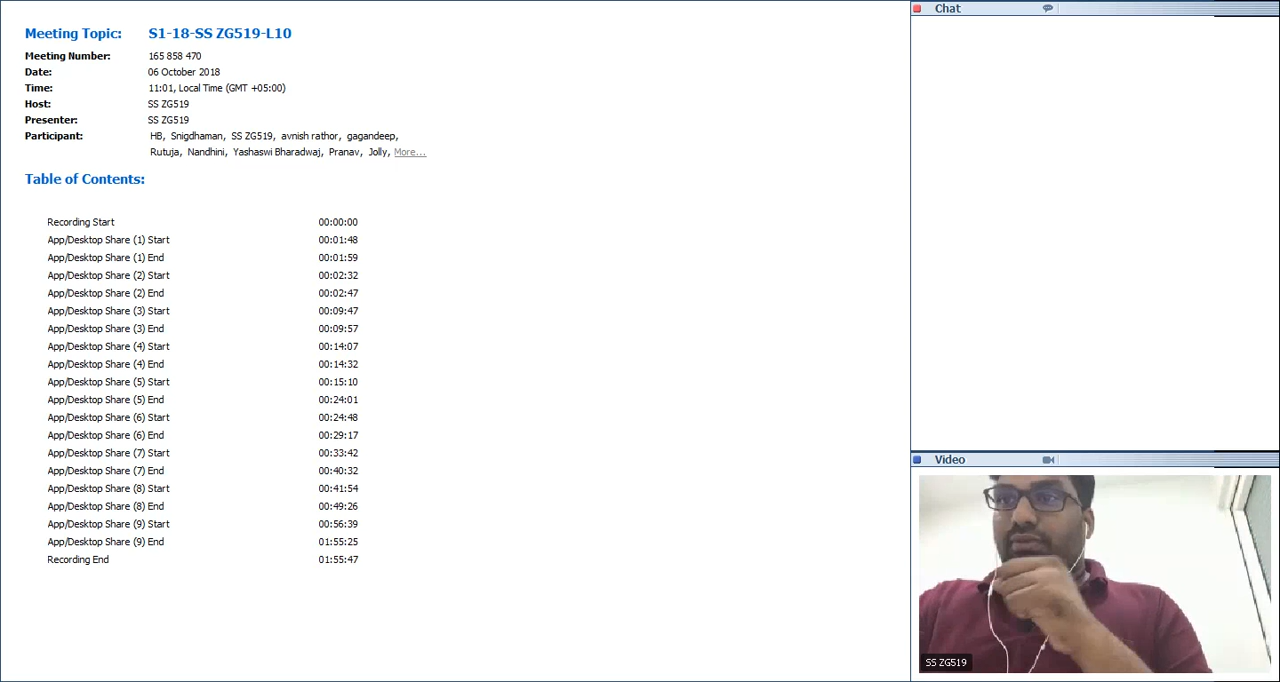 Meeting Topic: S1-18-SS ZG519-L10
Meeting Number: 165 858 470
Date: 06 October 2018
Time: 11:01, Local Time (GMT +05:00)
Host: SS ZG519
Presenter: SS ZG519
Participant: HB, Snigdhaman, SS ZG519, avnish rathor, gagandeep,
Rutuja, Nandhini, Yashaswi Bharadwaj, Pranav, Jolly, More...
Table of Contents:
Recording Start 00:00:00
App/Desktop Share (1) Start 00:01:48
App/Desktop Share (1) End 00:01:59
App/Desktop Share (2) Start 00:02:32
App/Desktop Share (2) End 00:02:47
App/Desktop Share (3) Start 00:09:47
App/Desktop Share (3) End 00:09:57
App/Desktop Share (4) Start 00:14:07
App/Desktop Share (4) End 00:14:32
App/Desktop Share (5) Start 00:15:10
App/Desktop Share (5) End 00:24:01
App/Desktop Share (6) Start 00:24:48
App/Desktop Share (6) End 00:29:17
App/Desktop Share (7) Start 00:33:42
App/Desktop Share (7) End 00:40:32
App/Desktop Share (8) Start 00:41:54
App/Desktop Share (8) End 00:49:26
App/Desktop Share (9) Start 00:56:39
App/Desktop Share (9) End 01:55:25
Recording End 01:55:47
Chat
Video
SS ZG519